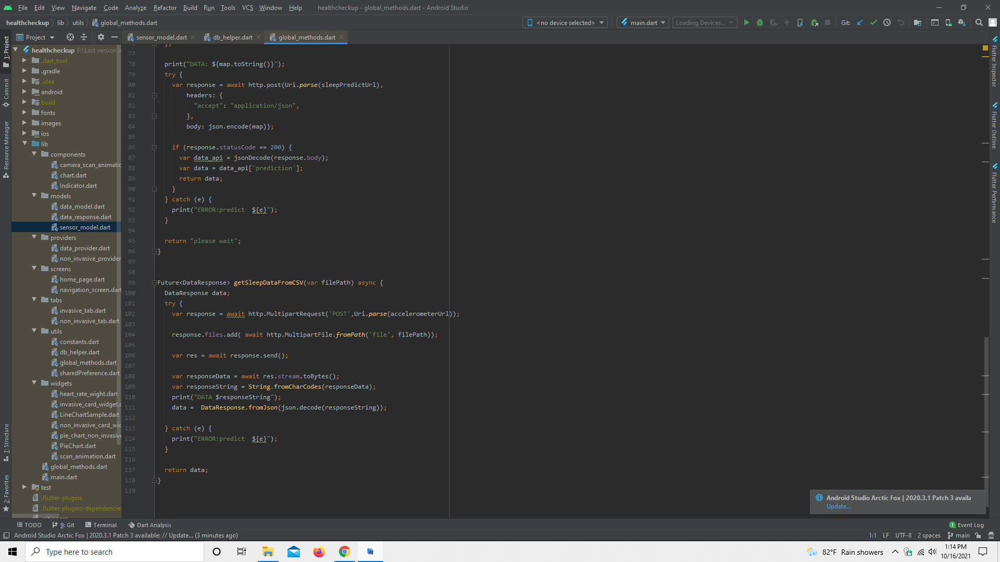 File Edit View Navigate Code Analyze Refactor Build Run Tools VCS Window Help healthcheckup - global_methods.dart - Android Studio
healthcheckup lib utils global_methods.dart <no device selected> main.dart Loading Devices... Git:
Project sensor_model.dart db_helper.dart global_methods.dart
1: Project
Commit
Resource Manager
7: Structure
2: Favorites
healthcheckup F:\Last version w
.dart_tool
.gradle
.idea
android
build
fonts
images
ios
lib
components
camera_scan_animatic
chart.dart
Indicator.dart
models
data_model.dart
data_response.dart
sensor_model.dart
providers
data_provider.dart
non_invasive_provider
screens
home_page.dart
navigation_screen.dart
tabs
invasive_tab.dart
non_invasive_tab.dart
utils
constants.dart
db_helper.dart
global_methods.dart
sharedPreference.dart
widgets
heart_rate_wight.dart
invasive_card_widget.c
LineChartSample.dart
non_invasive_card_wic
pie_chart_non_invasive
PieChart.dart
scan_animation.dart
global_methods.dart
main.dart
test
.flutter-plugins
.flutter-plugins-dependencies
77
78 print("DATA: ${map.toString()}");
79 try {
80 var response = await http.post(Uri.parse(sleepPredictUrl),
81 headers: {
82 "accept": "application/json",
83 },
84 body: json.encode(map));
85
86 if (response.statusCode == 200) {
87 var data_api = jsonDecode(response.body);
88 var data = data_api['prediction'];
89 return data;
90 }
91 } catch (e) {
92 print("ERROR:predict  ${e}");
93 }
94
95 return "please wait";
96 }
97
98
99 Future<DataResponse> getSleepDataFromCSV(var filePath) async {
100 DataResponse data;
101 try {
102 var response = await http.MultipartRequest('POST',Uri.parse(accelerometerUrl));
103
104 response.files.add( await http.MultipartFile.fromPath('file', filePath));
105
106 var res = await response.send();
107
108 var responseData = await res.stream.toBytes();
109 var responseString = String.fromCharCodes(responseData);
110 print("DATA $responseString");
111 data =  DataResponse.fromJson(json.decode(responseString));
112
113 } catch (e) {
114 print("ERROR:predict  ${e}");
115 }
116
117 return data;
118 }
119
Flutter Inspector
Flutter Outline
Flutter Performance
Android Studio Arctic Fox | 2020.3.1 Patch 3 availa
Update...
TODO 9: Git Terminal Dart Analysis 1 Event Log
Android Studio Arctic Fox | 2020.3.1 Patch 3 available: // Update... (3 minutes ago) 1:1 LF UTF-8 2 spaces main
Type here to search 82°F Rain showers 1:14 PM
10/16/2021